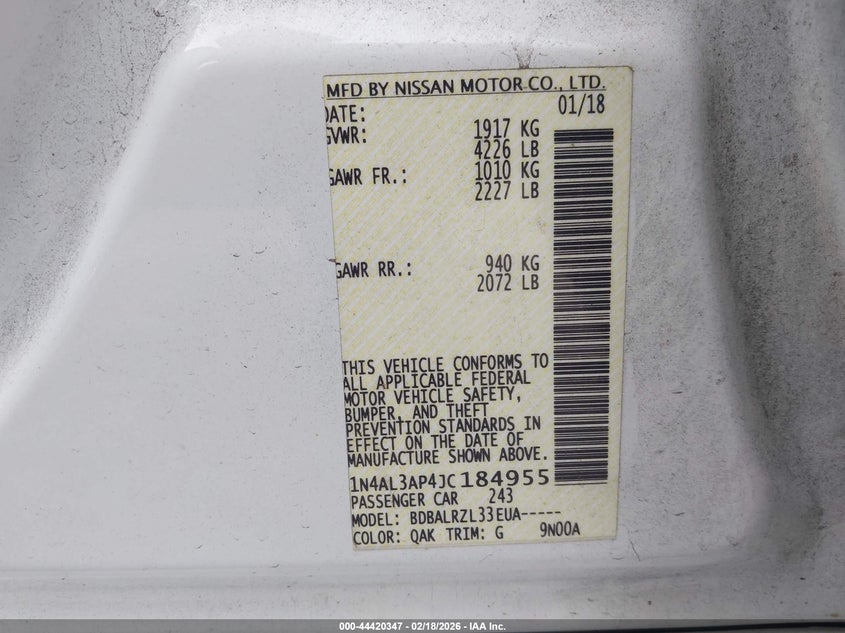 MFD BY NISSAN MOTOR CO., LTD.
DATE: 01/18
GVWR: 1917 KG
4226 LB
GAWR FR.: 1010 KG
2227 LB
GAWR RR.: 940 KG
2072 LB
THIS VEHICLE CONFORMS TO
ALL APPLICABLE FEDERAL
MOTOR VEHICLE SAFETY,
BUMPER, AND THEFT
PREVENTION STANDARDS IN
EFFECT ON THE DATE OF
MANUFACTURE SHOWN ABOVE.
1N4AL3AP4JC184955
PASSENGER CAR 243
MODEL: BDBALRZL33EUA-----
COLOR: QAK TRIM: G 9N00A
000-44420347 - 02/18/2026 - IAA Inc.